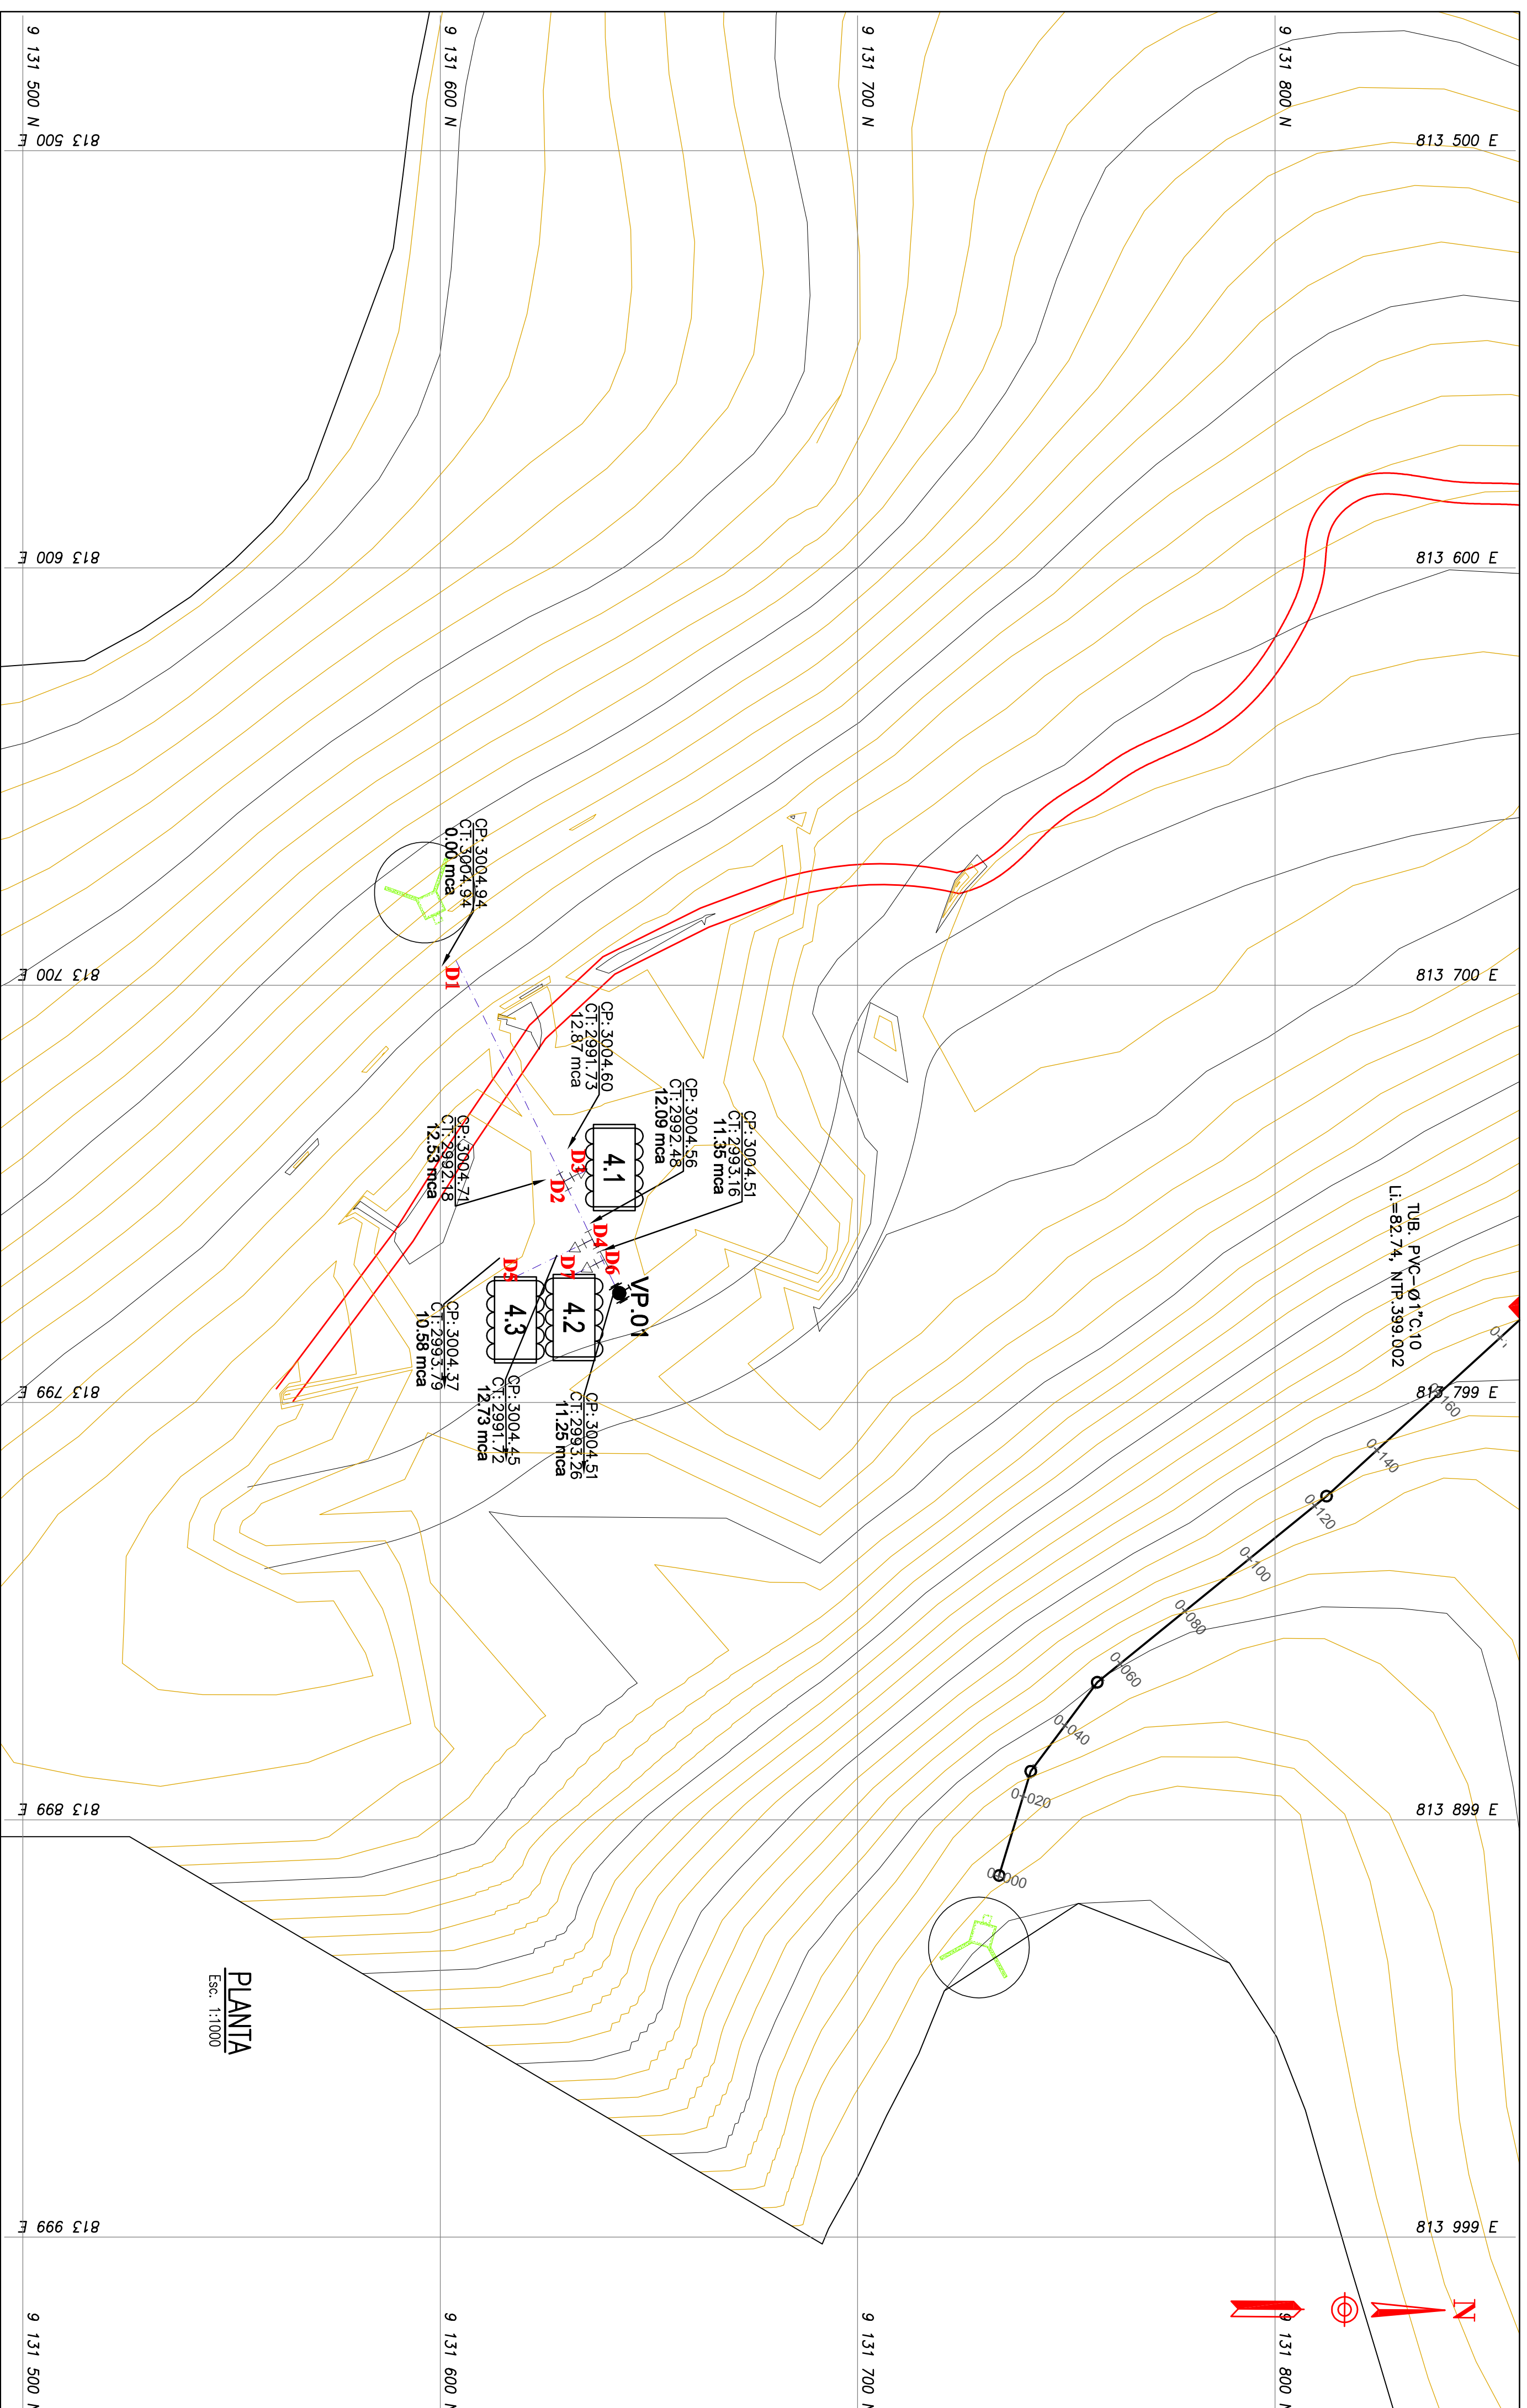 9 131 500 N
9 131 600 N
9 131 700 N
9 131 800 N
813 500 E
813 500 E
813 600 E
813 600 E
813 700 E
813 700 E
813 799 E
813 799 E
813 899 E
813 899 E
813 999 E
813 999 E
CP: 3004.94
CT: 3004.94
0.00 mca
D1
CP: 3004.60
CT: 2991.73
12.87 mca
D3
CP: 3004.56
CT: 2992.48
12.09 mca
D4
CP: 3004.51
CT: 2993.16
11.35 mca
D6
CP: 3004.71
CT: 2992.18
12.53 mca
D2
4.1
4.2
4.3
VP.01
D5
D7
CP: 3004.37
CT: 2993.79
10.58 mca
CP: 3004.45
CT: 2991.72
12.73 mca
CP: 3004.51
CT: 2993.26
11.25 mca
TUB. PVC-Ø1"C.10
Li.=82.74, NTP.399.002
0+160
0+140
0+120
0+100
0+080
0+060
0+040
0+020
0+000
PLANTA
Esc. 1:1000
N
9 131 500
9 131 600
9 131 700
9 131 800